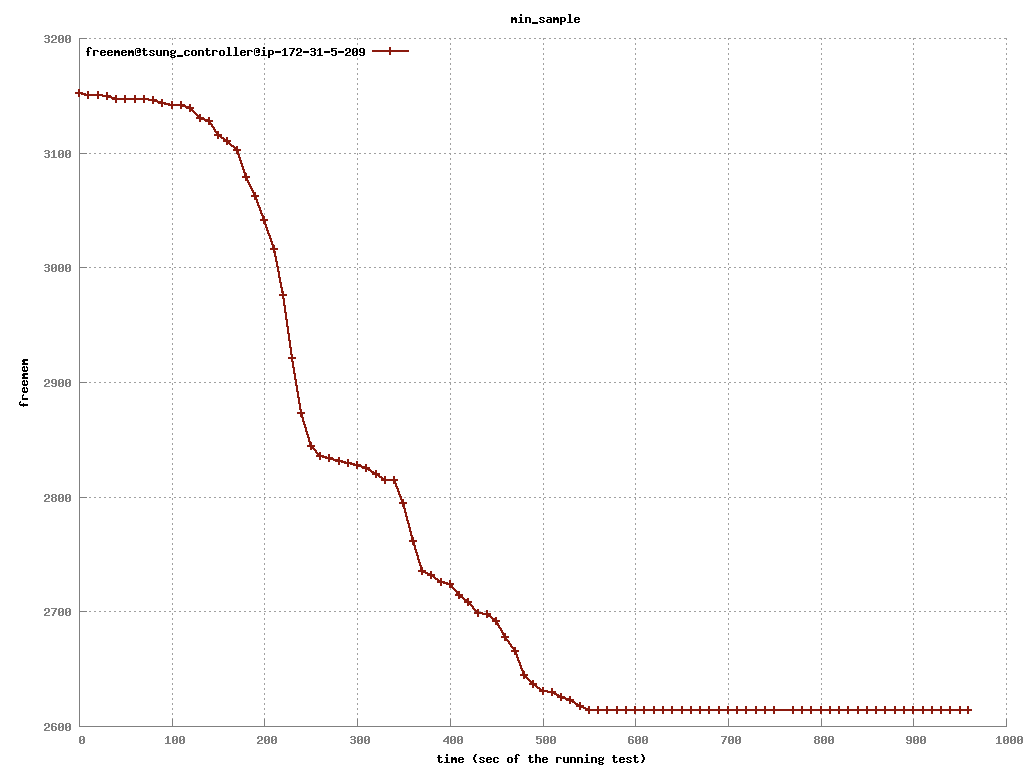 min_sample
3200
freemem@tsung_controller@ip-172-31-5-209
3100
3000
2900
freemem
2800
2700
2600
0 100 200 300 400 500 600 700 800 900 1000
time (sec of the running test)